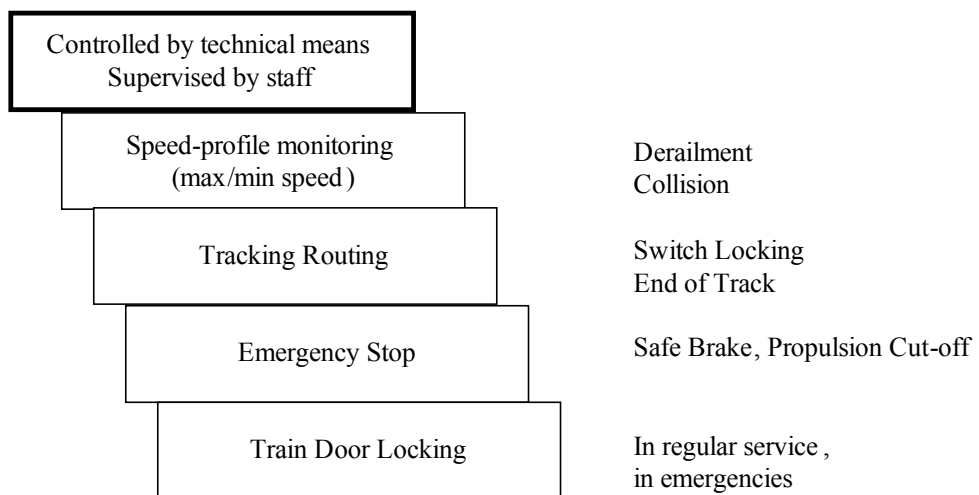 Controlled by technical means
Supervised by staff
Speed-profile monitoring
(max/min speed )
Derailment
Collision
Tracking Routing
Switch Locking
End of Track
Emergency Stop
Safe Brake, Propulsion Cut-off
Train Door Locking
In regular service ,
in emergencies